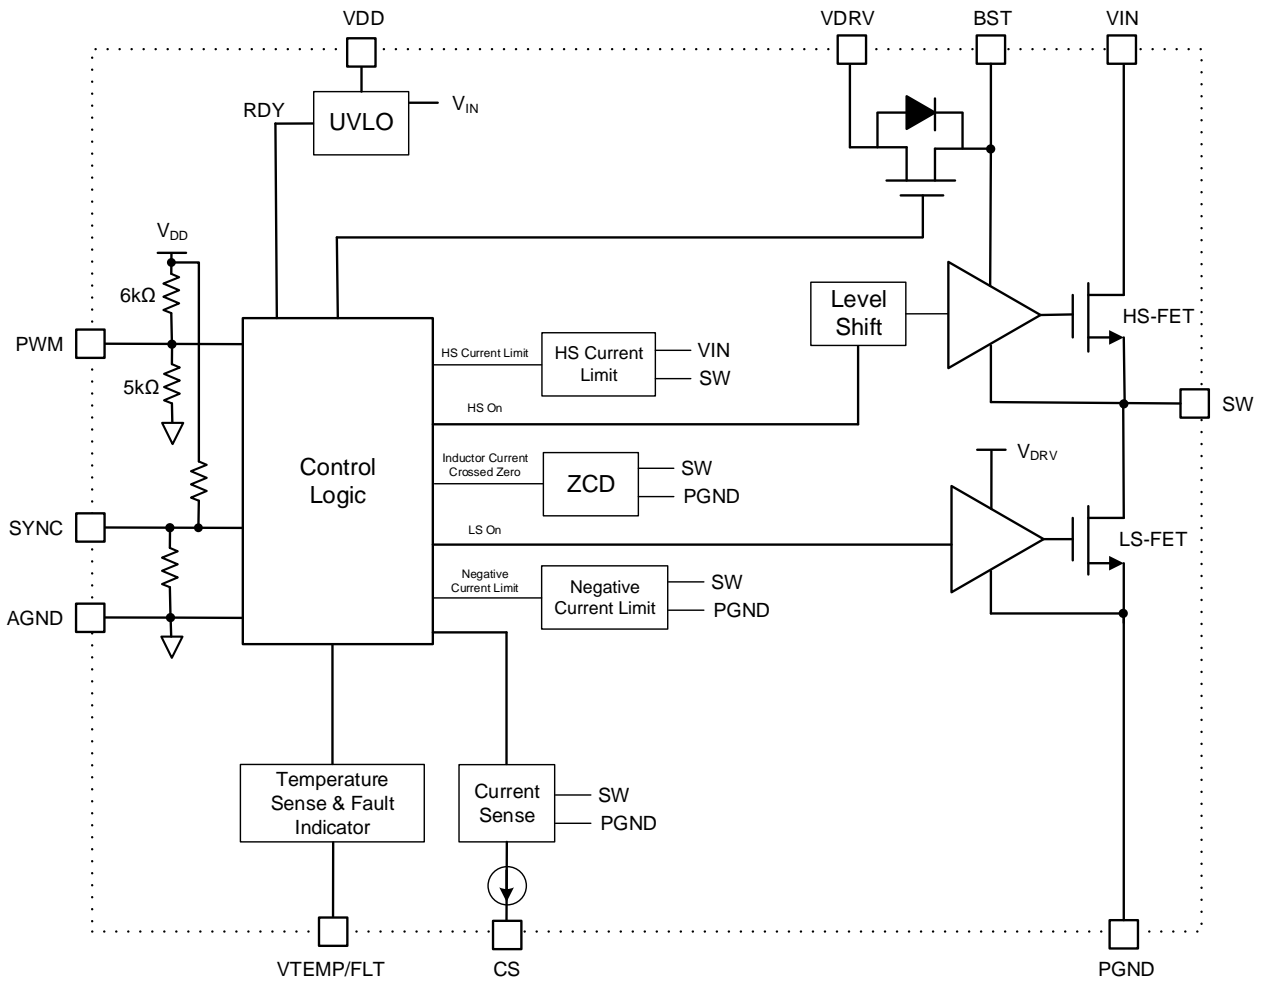 VDD
VDRV
BST
VIN
RDY
UVLO
VIN
VDD
6kΩ
PWM
5kΩ
SYNC
AGND
Control
Logic
HS Current Limit
HS Current
Limit
VIN
SW
HS On
Level
Shift
HS-FET
SW
Inductor Current
Crossed Zero
ZCD
SW
PGND
VDRV
LS On
LS-FET
Negative
Current Limit
Negative
Current Limit
SW
PGND
Temperature
Sense & Fault
Indicator
Current
Sense
SW
PGND
VTEMP/FLT
CS
PGND